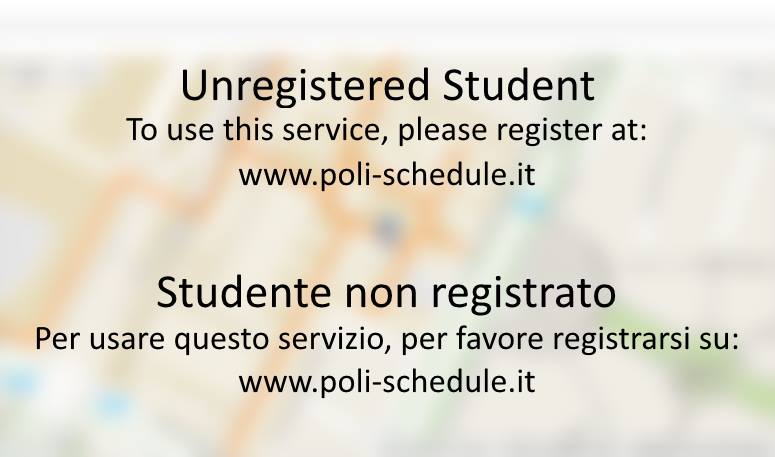 Unregistered Student
To use this service, please register at:
www.poli-schedule.it
Studente non registrato
Per usare questo servizio, per favore registrarsi su:
www.poli-schedule.it